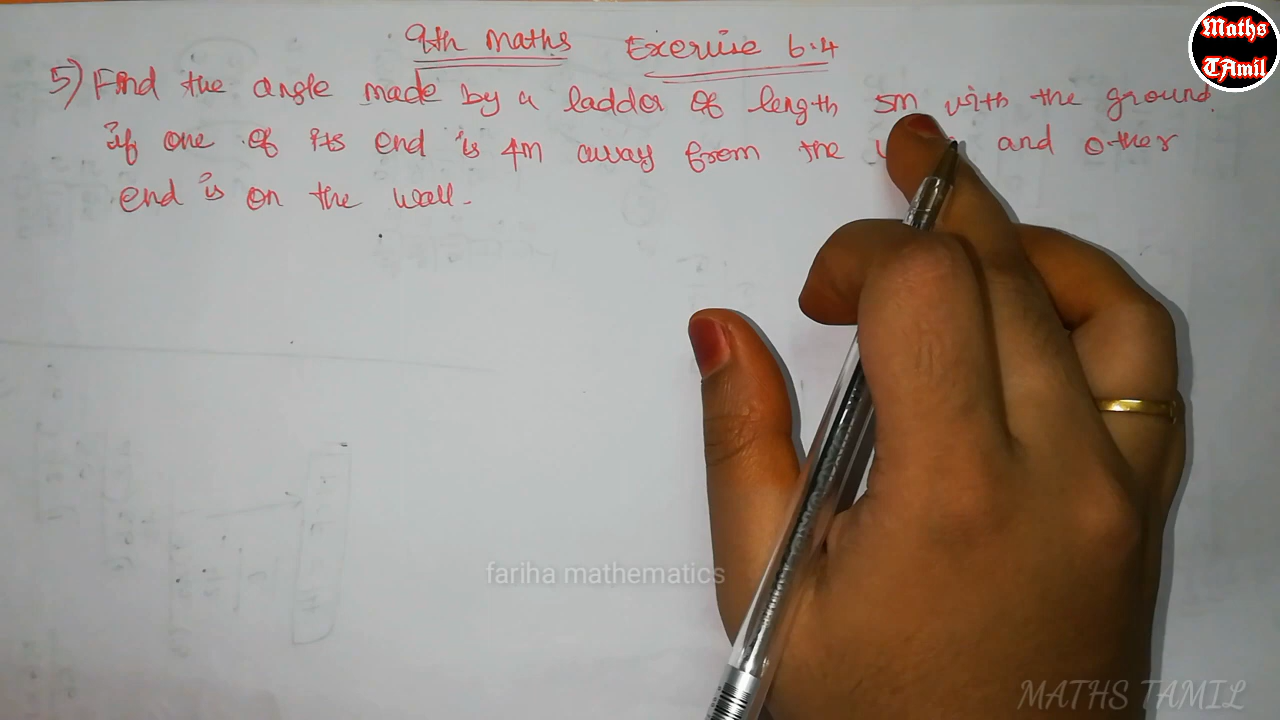 9th Maths Exercise 6.4
5) Find the angle made by a ladder of length 5m with the ground.
if one of its end is 4m away from the and other
end is on the wall.
Maths
TAmil
fariha mathematics
MATHS TAMIL